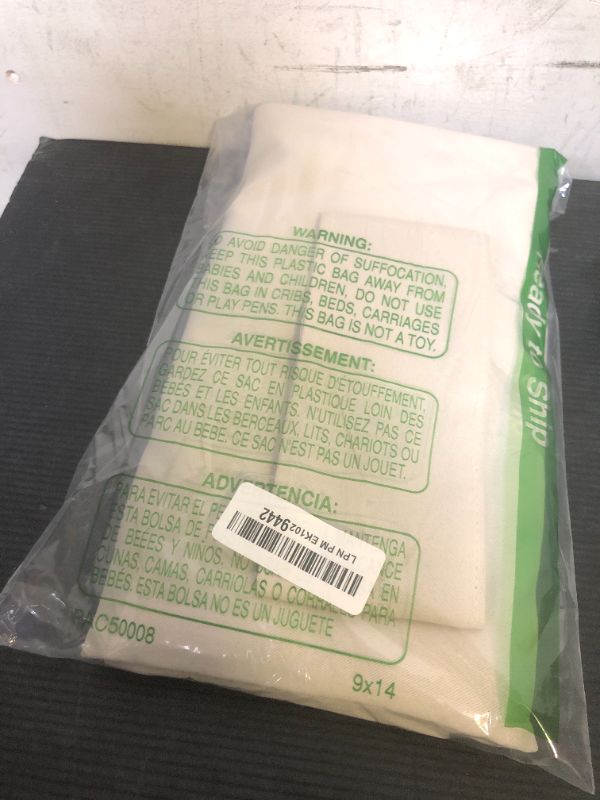 WARNING:
AVOID DANGER OF SUFFOCATION.
KEEP THIS PLASTIC BAG AWAY FROM
BABIES AND CHILDREN. DO NOT USE
THIS BAG IN CRIBS, BEDS, CARRIAGES
OR PLAY PENS. THIS BAG IS NOT A TOY.
AVERTISSEMENT:
POUR ÉVITER TOUT RISQUE D'ÉTOUFFEMENT,
GARDEZ CE SAC EN PLASTIQUE LOIN DES
BÉBÉS ET LES ENFANTS. N'UTILISEZ PAS CE
SAC DANS LES BERCEAUX, LITS, CHARIOTS OU
PARC AU BEBE. CE SAC N'EST PAS UN JOUET.
ADVERTENCIA:
PARA EVITAR EL
ESTA BOLSA DE MANTENGA
DE BEBES Y NINOS. NO
CUNAS, CAMAS, CARRIOLAS O CORRALES PARA EN
BEBÉS. ESTA BOLSA NO ES UN JUGUETE
LPN PM EK1029442
PAC50008
9x14
Ready to Ship